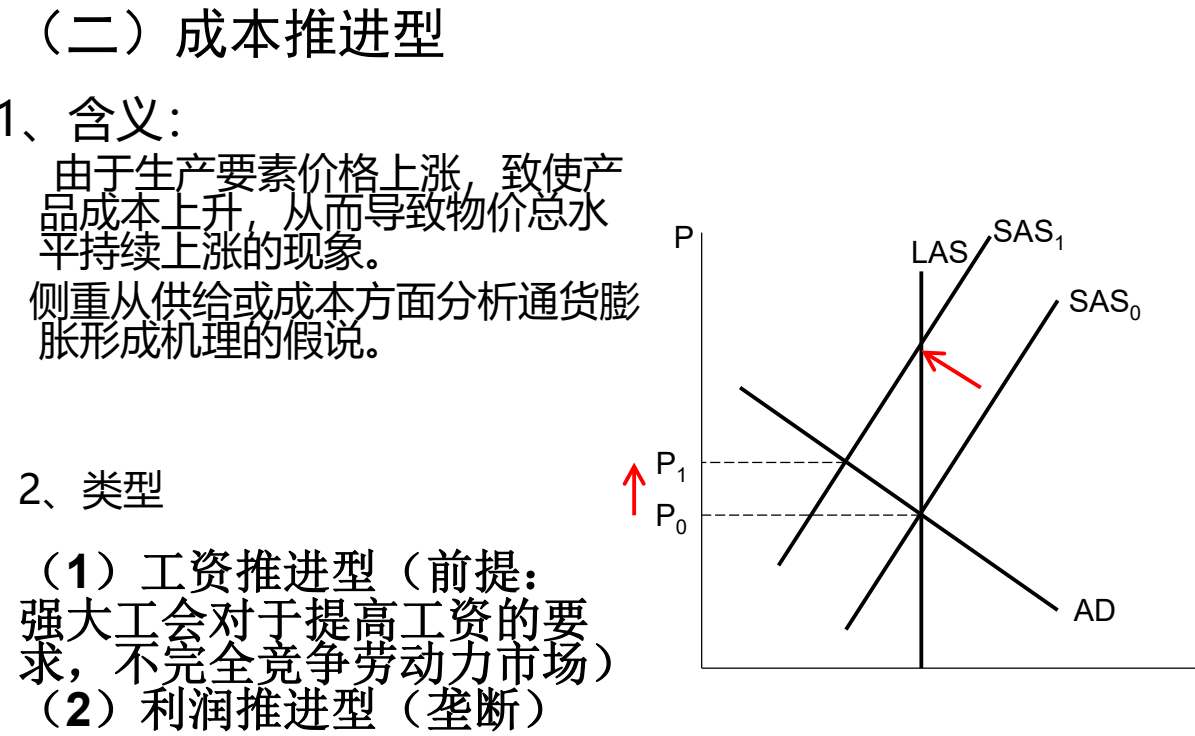 （二）成本推进型
1、含义：
由于生产要素价格上涨，致使产
品成本上升，从而导致物价总水
平持续上涨的现象。
侧重从供给或成本方面分析通货膨
胀形成机理的假说。
2、类型
（1）工资推进型（前提：
强大工会对于提高工资的要
求，不完全竞争劳动力市场）
（2）利润推进型（垄断）
P
LAS
SAS₁
SAS₀
P₁
P₀
AD